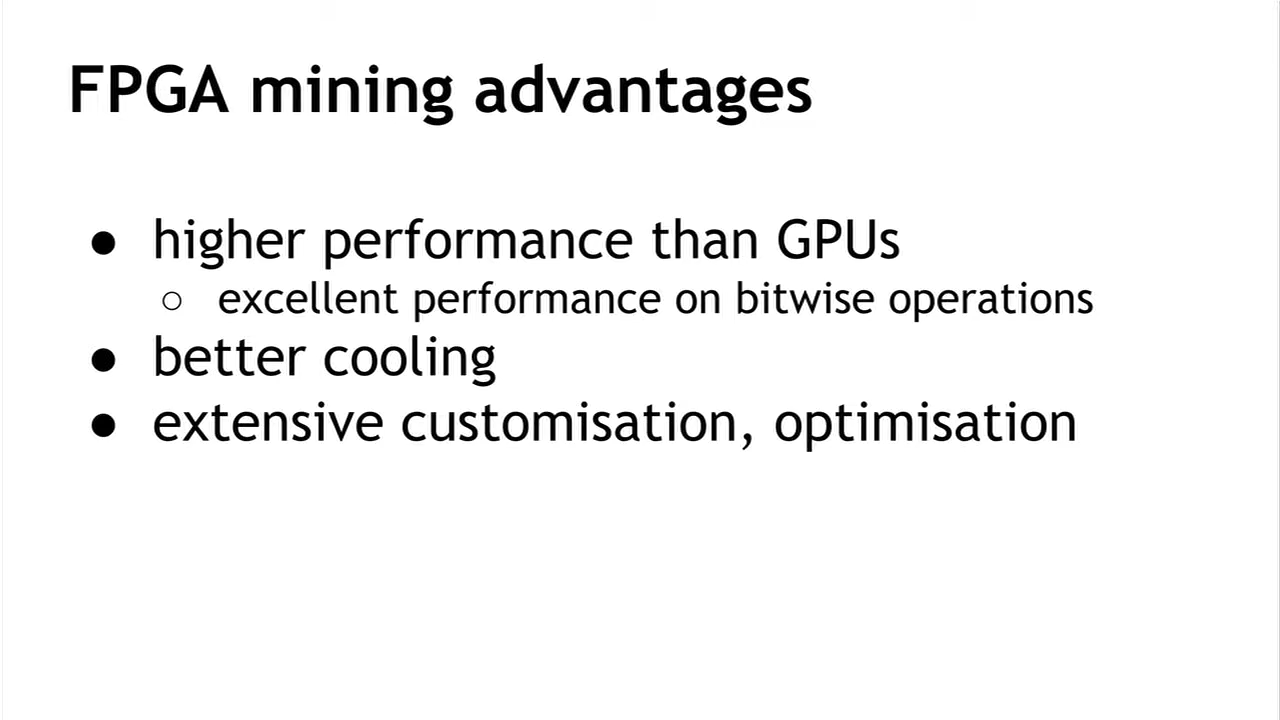 FPGA mining advantages
● higher performance than GPUs
○ excellent performance on bitwise operations
● better cooling
● extensive customisation, optimisation